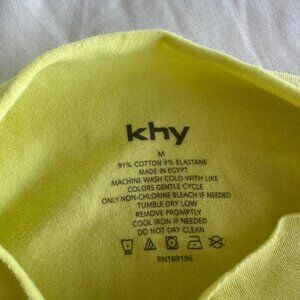 khy
M
91% COTTON 9% ELASTANE
MADE IN EGYPT
MACHINE WASH COLD WITH LIKE
COLORS GENTLE CYCLE
ONLY NON-CHLORINE BLEACH IF NEEDED
TUMBLE DRY LOW
REMOVE PROMPTLY
COOL IRON IF NEEDED
DO NOT DRY CLEAN
RN169196